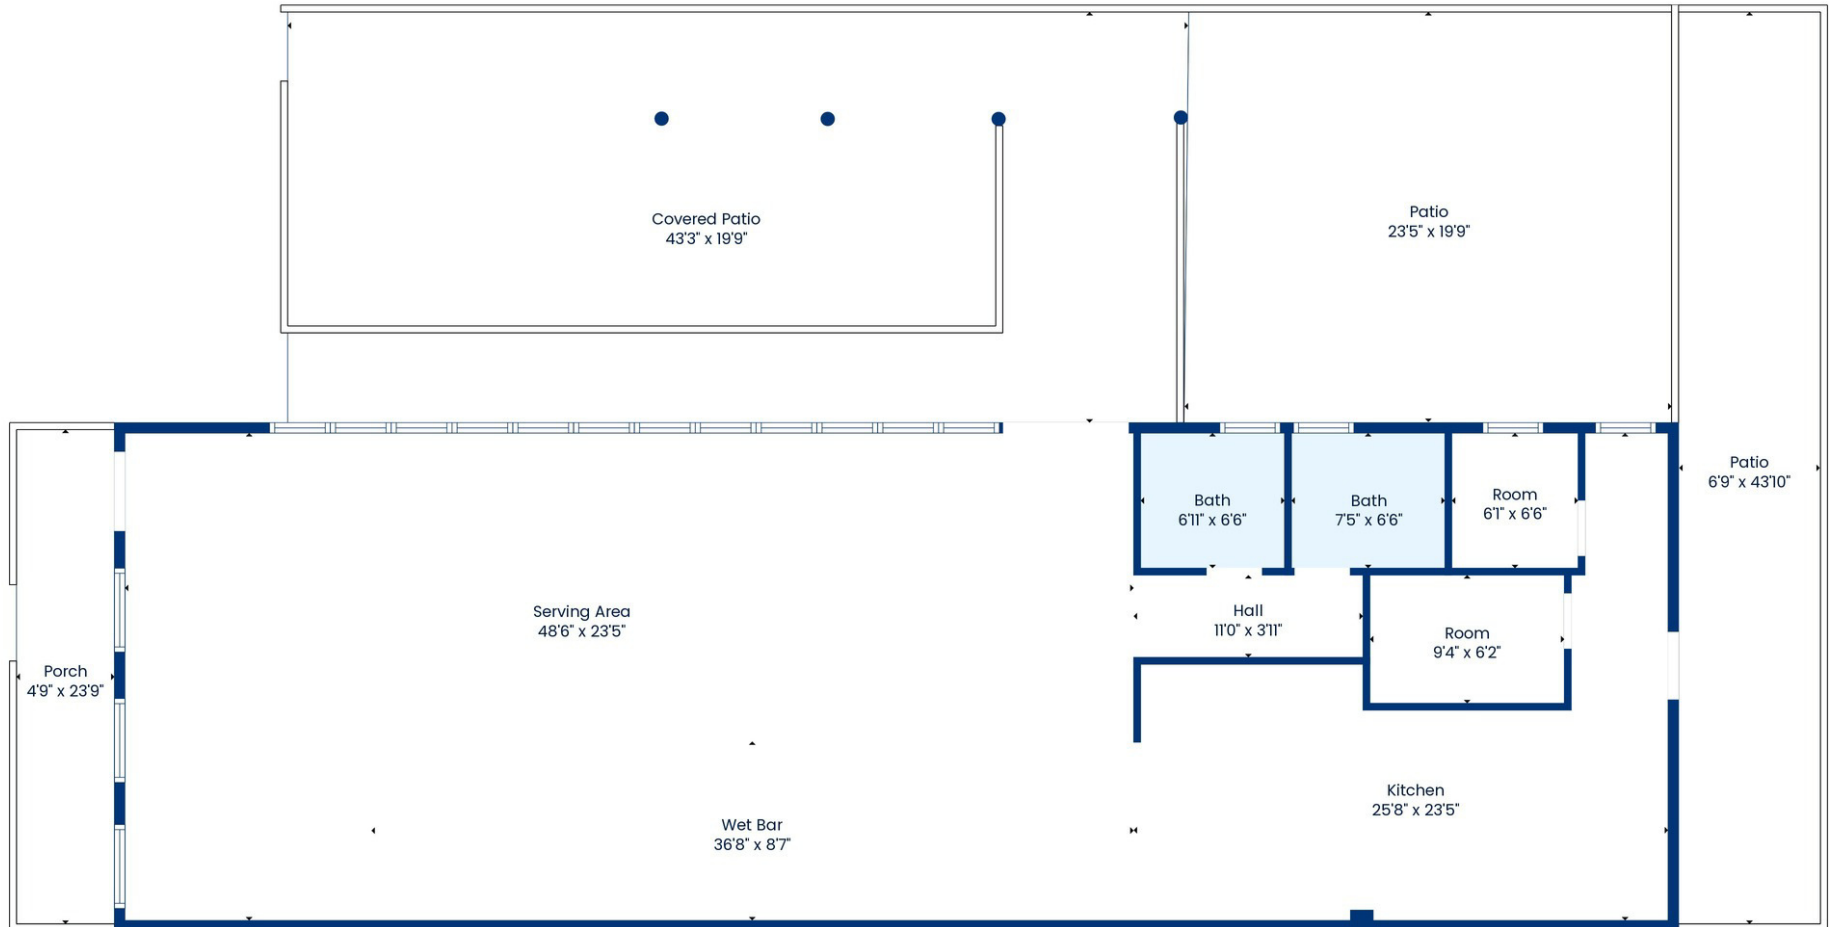 Covered Patio
43'3" x 19'9"
Patio
23'5" x 19'9"
Patio
6'9" x 43'10"
Bath
6'11" x 6'6"
Bath
7'5" x 6'6"
Room
6'1" x 6'6"
Serving Area
48'6" x 23'5"
Hall
11'0" x 3'11"
Room
9'4" x 6'2"
Porch
4'9" x 23'9"
Kitchen
25'8" x 23'5"
Wet Bar
36'8" x 8'7"